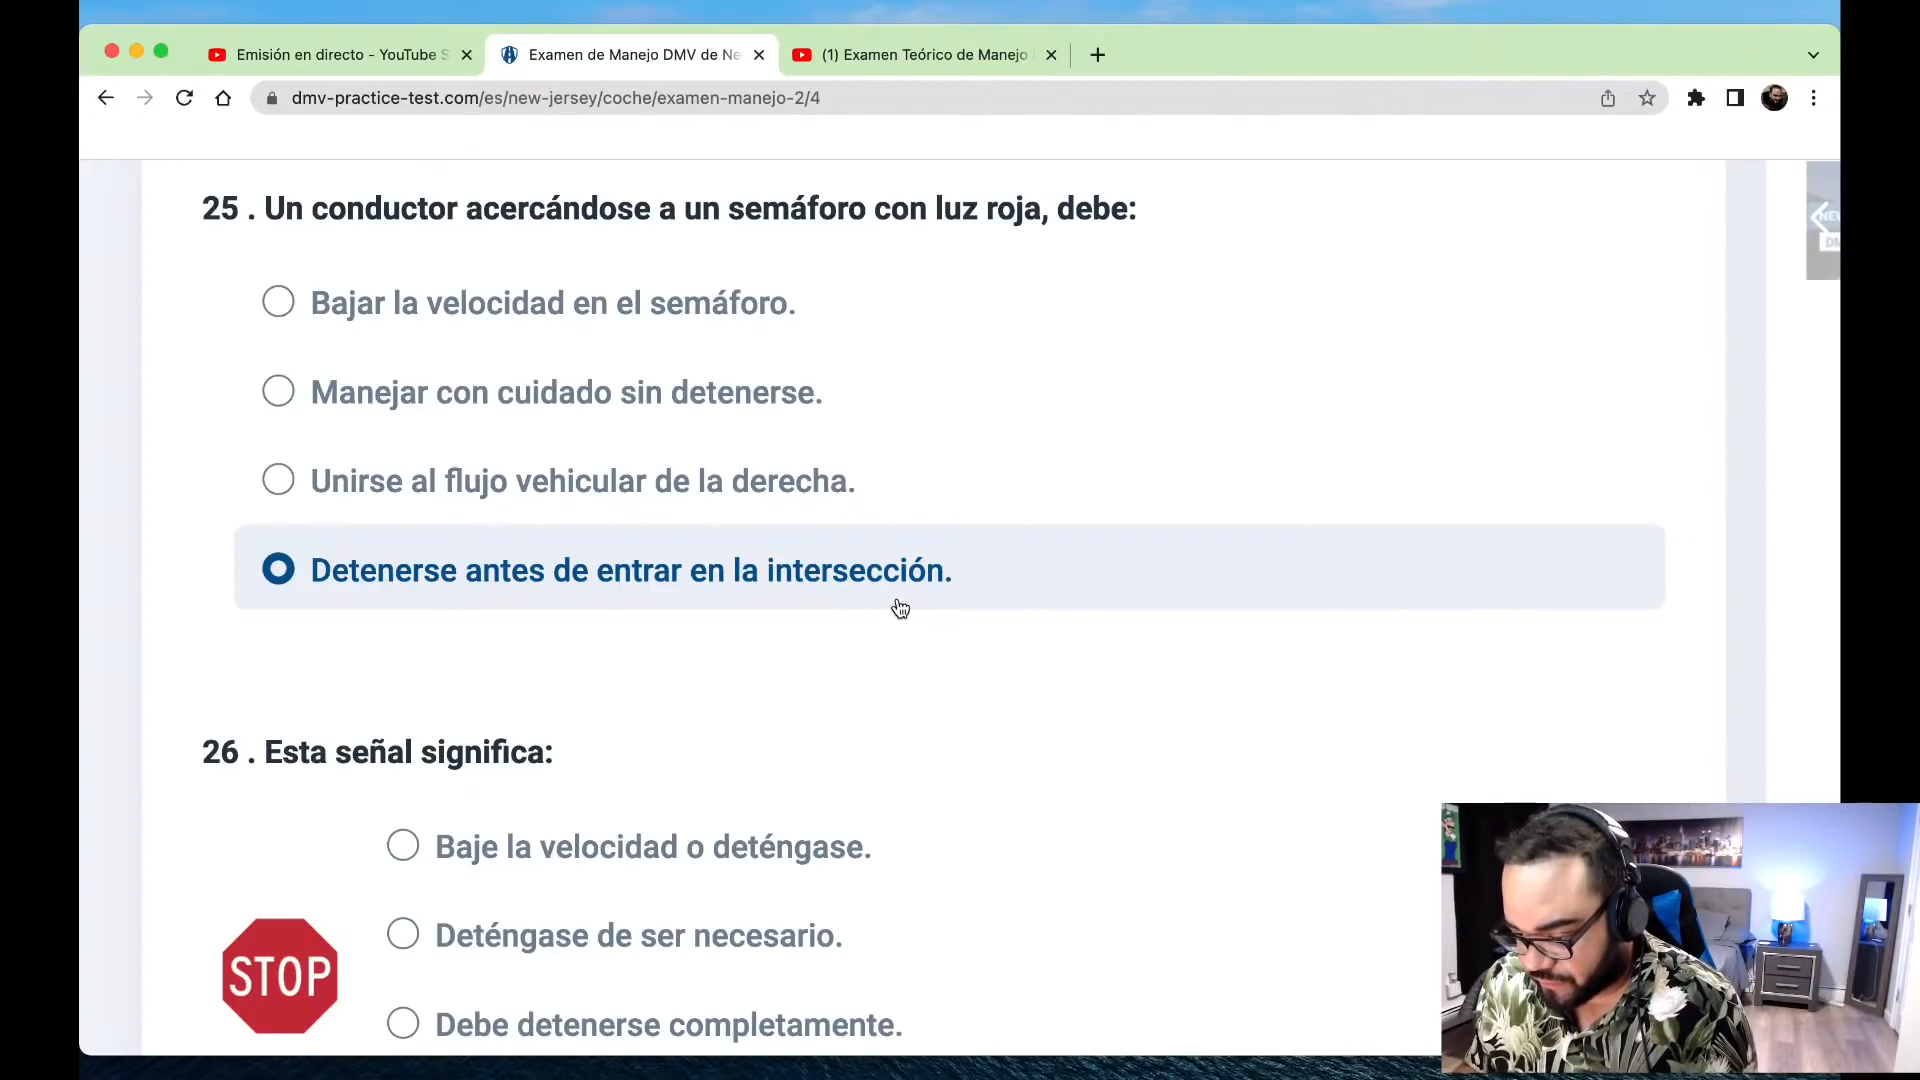 Emisión en directo - YouTube S
Examen de Manejo DMV de Ne
(1) Examen Teórico de Manejo
dmv-practice-test.com/es/new-jersey/coche/examen-manejo-2/4
25 . Un conductor acercándose a un semáforo con luz roja, debe:
Bajar la velocidad en el semáforo.
Manejar con cuidado sin detenerse.
Unirse al flujo vehicular de la derecha.
Detenerse antes de entrar en la intersección.
26 . Esta señal significa:
Baje la velocidad o deténgase.
Deténgase de ser necesario.
STOP
Debe detenerse completamente.